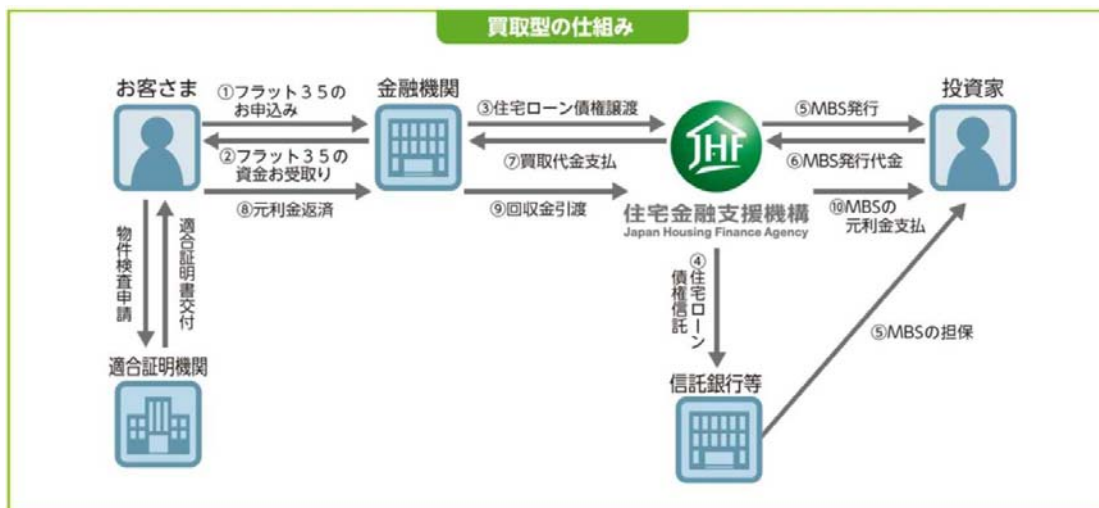 買取型の仕組み
お客さま
①フラット35の
お申込み
②フラット35の
資金お受取り
⑧元利金返済
金融機関
③住宅ローン債権譲渡
⑦買取代金支払
⑨回収金引渡
JHF
住宅金融支援機構
Japan Housing Finance Agency
⑤MBS発行
⑥MBS発行代金
⑩MBSの
元利金支払
投資家
物件検査申請
適合証明書交付
適合証明機関
④住宅ローン
債権信託
信託銀行等
⑤MBSの担保